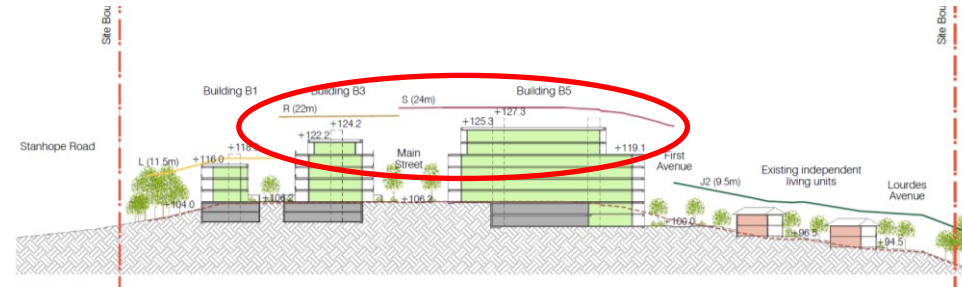 Site Bou
Site Bou
Building B1
Building B3
Building B5
R (22m)
S (24m)
+127.3
+124.2
+125.3
+122.2
Stanhope Road
Main
Street
+119.1
First
Avenue
L (11.5m)
+116.0
Existing independent
living units
Lourdes
Avenue
J2 (9.5m)
+104.0
+106.2
+106.2
+100.0
+96.5
+94.5